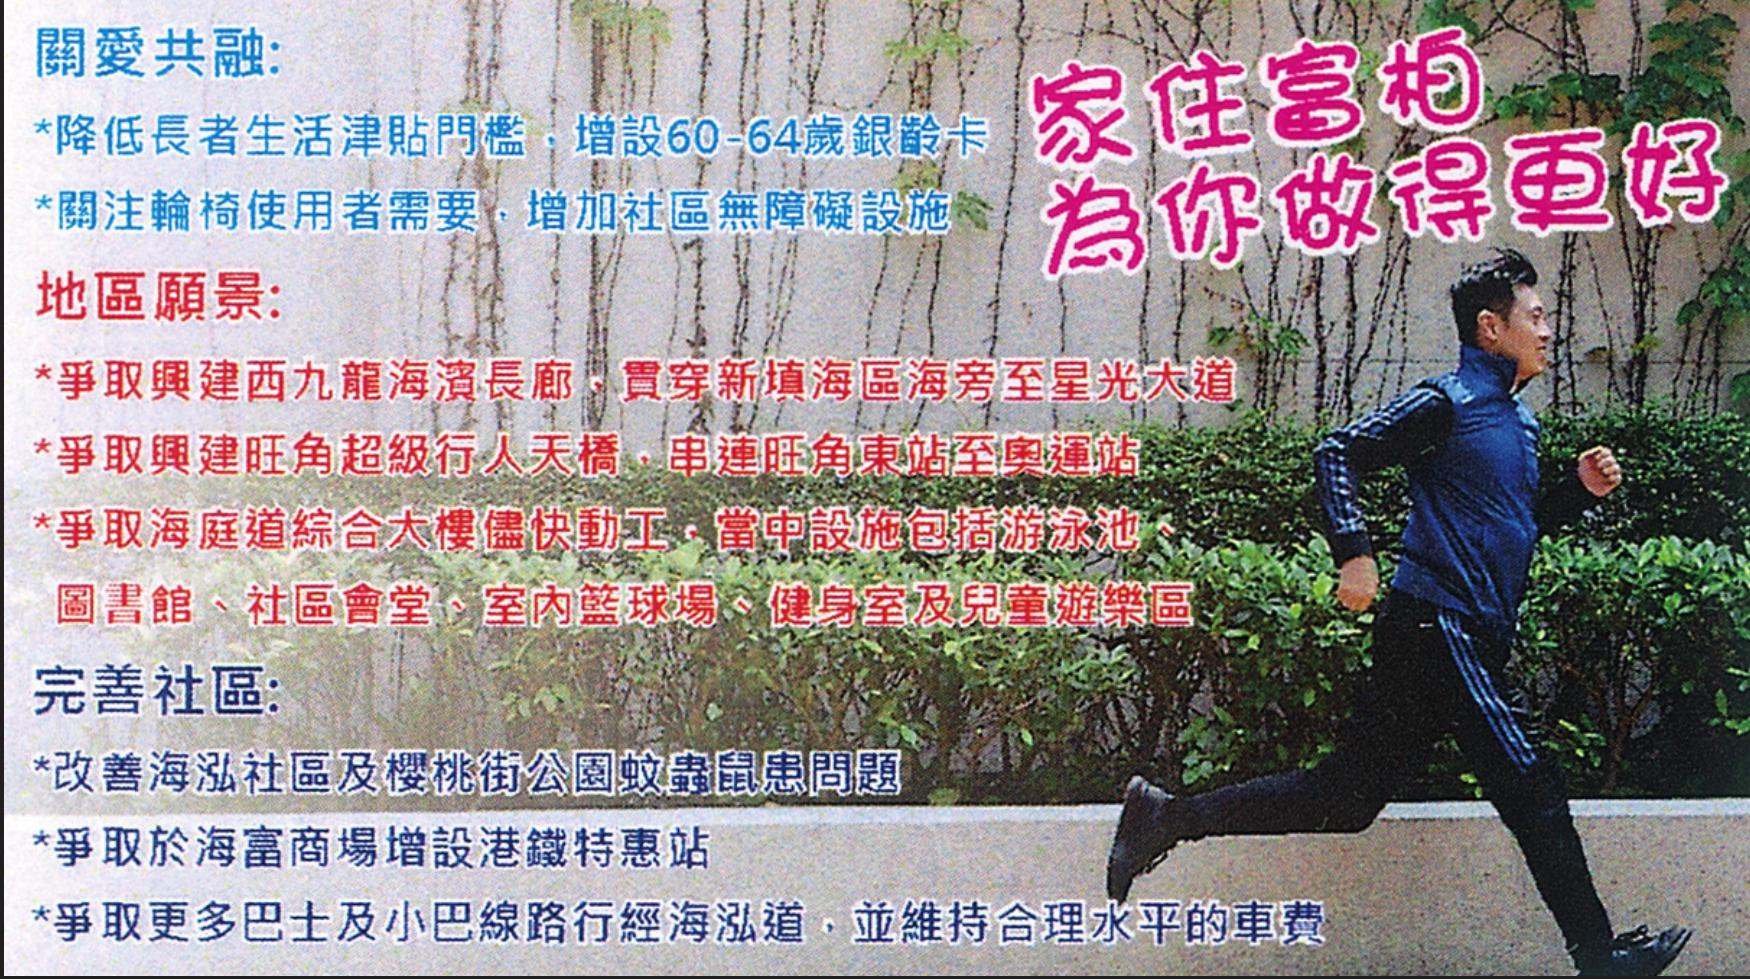 關愛共融:
*降低長者生活津貼門檻，增設60-64歲銀齡卡
*關注輪椅使用者需要，增加社區無障礙設施
地區願景:
*爭取興建西九龍海濱長廊，貫穿新填海區海旁至星光大道
*爭取興建旺角超級行人天橋，串連旺角東站至奧運站
*爭取海庭道綜合大樓儘快動工，當中設施包括游泳池、
圖書館、社區會堂、室內籃球場、健身室及兒童遊樂區
完善社區:
*改善海泓社區及櫻桃街公園蚊蟲鼠患問題
*爭取於海富商場增設港鐵特惠站
*爭取更多巴士及小巴線路行經海泓道，並維持合理水平的車費
家住富柏
為你做得更好